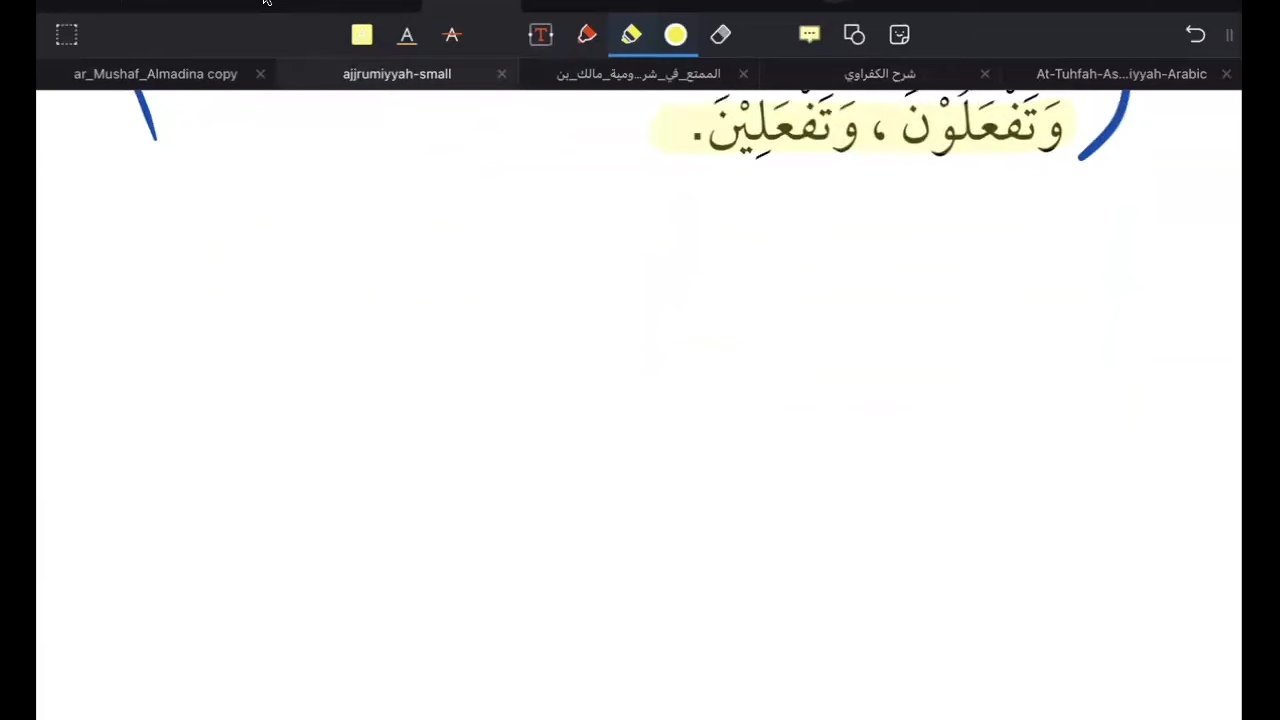 ar_Mushaf_Almadina copy
ajjrumiyyah-small
الممتع_في_شر...ومية_مالك_بن
شرح الكفراوي
At-Tuhfah-As...iyyah-Arabic
وَتَفْعَلُوْنَ ، وَتَفْعَلِيْنَ.